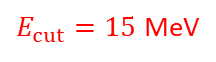 E_cut = 15 MeV